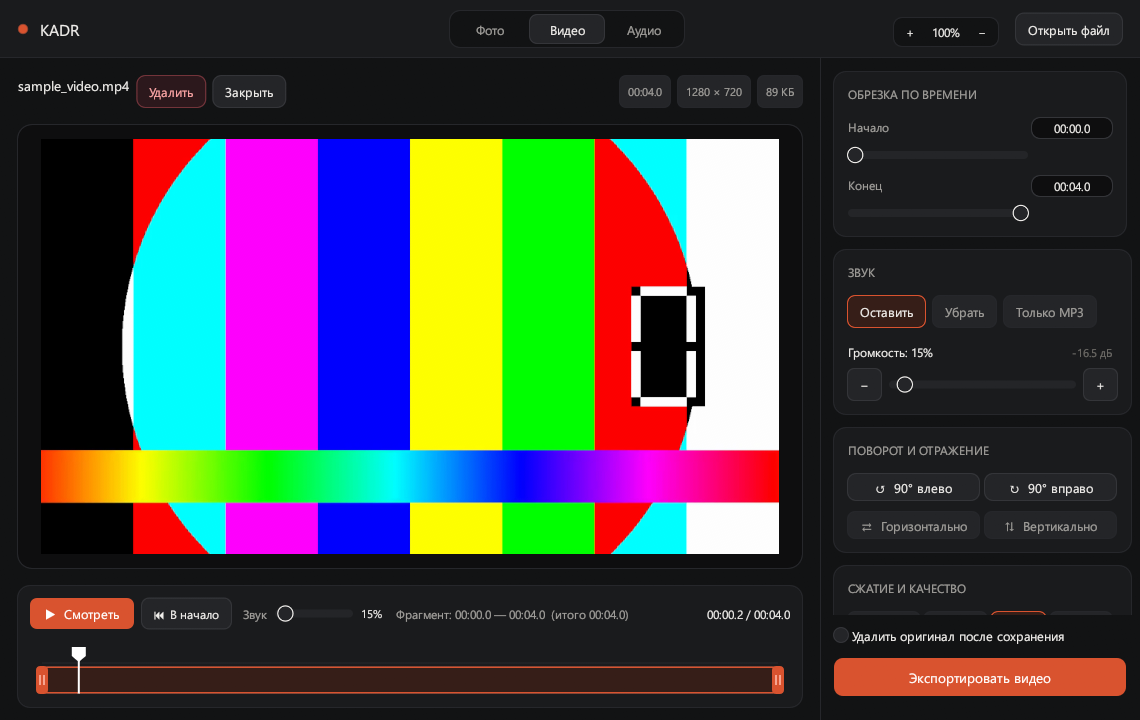 KADR
Фото Видео Аудио
+ 100% −
Открыть файл
sample_video.mp4 Удалить Закрыть
00:04.0 1280 × 720 89 КБ
0
▶ Смотреть ⏮ В начало Звук 15% Фрагмент: 00:00.0 — 00:04.0 (итого 00:04.0) 00:00.2 / 00:04.0
ОБРЕЗКА ПО ВРЕМЕНИ
Начало 00:00.0
Конец 00:04.0
ЗВУК
Оставить Убрать Только MP3
Громкость: 15% -16.5 дБ
− +
ПОВОРОТ И ОТРАЖЕНИЕ
↺ 90° влево ↻ 90° вправо
⇄ Горизонтально ⇅ Вертикально
СЖАТИЕ И КАЧЕСТВО
Удалить оригинал после сохранения
Экспортировать видео